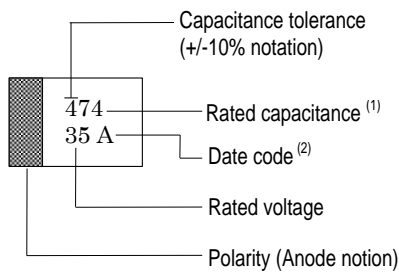 Capacitance tolerance
(+/-10% notation)
474
Rated capacitance (1)
35 A
Date code (2)
Rated voltage
Polarity (Anode notion)